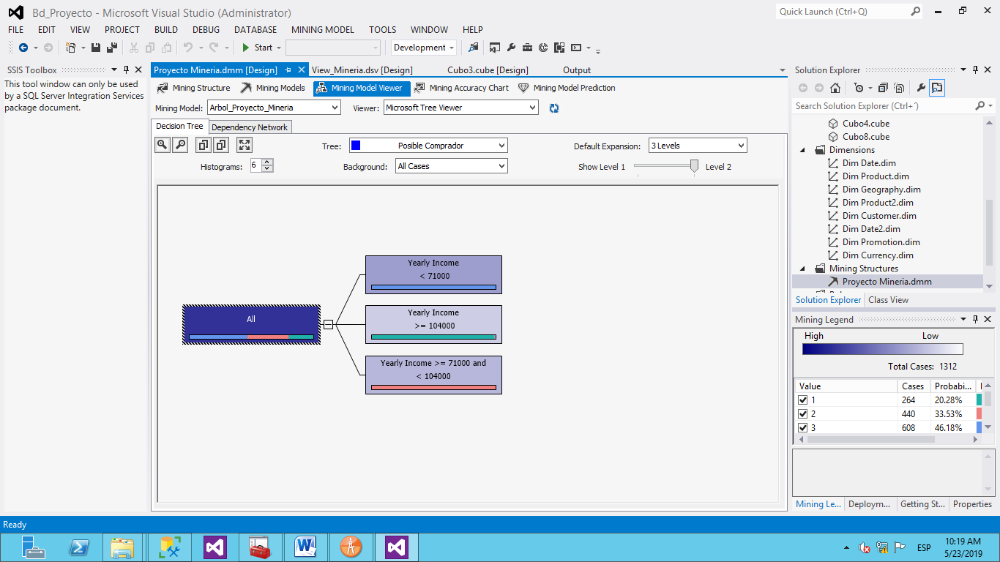 Bd_Proyecto - Microsoft Visual Studio (Administrator)
Quick Launch (Ctrl+Q)
FILE EDIT VIEW PROJECT BUILD DEBUG DATABASE MINING MODEL TOOLS WINDOW HELP
Start Development
SSIS Toolbox
This tool window can only be used
by a SQL Server Integration Services
package document.
Proyecto Mineria.dmm [Design] View_Mineria.dsv [Design] Cubo3.cube [Design] Output
Mining Structure Mining Models Mining Model Viewer Mining Accuracy Chart Mining Model Prediction
Mining Model: Arbol_Proyecto_Mineria Viewer: Microsoft Tree Viewer
Decision Tree Dependency Network
Tree: Posible Comprador Default Expansion: 3 Levels
Histograms: 6 Background: All Cases Show Level 1 Level 2
All
Yearly Income
< 71000
Yearly Income
>= 104000
Yearly Income >= 71000 and
< 104000
Solution Explorer
Search Solution Explorer (Ctrl+´)
Cubo4.cube
Cubo8.cube
Dimensions
Dim Date.dim
Dim Product.dim
Dim Geography.dim
Dim Product2.dim
Dim Customer.dim
Dim Date2.dim
Dim Promotion.dim
Dim Currency.dim
Mining Structures
Proyecto Mineria.dmm
Solution Explorer Class View
Mining Legend
High Low
Total Cases: 1312
Value Cases Probabi...
1 264 20.28%
2 440 33.53%
3 608 46.18%
Mining Le... Deploym... Getting St... Properties
Ready
ESP
10:19 AM
5/23/2019